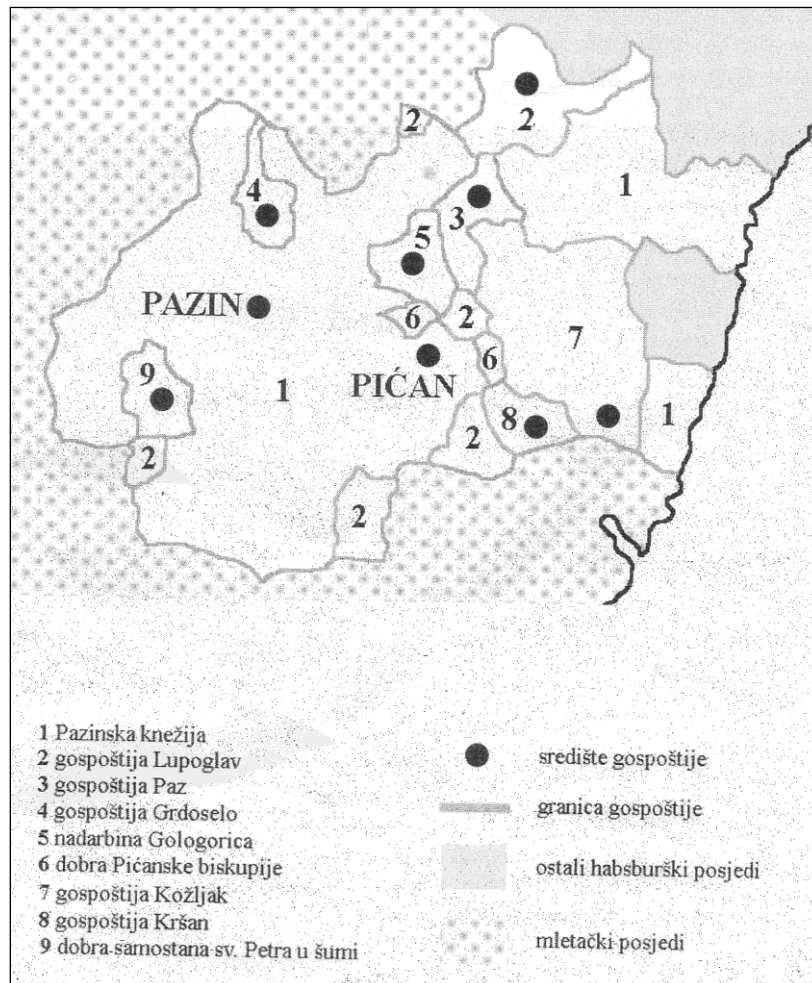 2
2
4
1
3
5
PAZIN
6
2
7
PIĆAN
6
9
1
8
1
2
2
2
1 Pazinska knežija
2 gospoštija Lupoglav
3 gospoštija Paz
4 gospoštija Grdoselo
5 nadarbina Gologorica
6 dobra Pićanske biskupije
7 gospoštija Kožljak
8 gospoštija Kršan
9 dobra samostana sv. Petra u šumi
središte gospoštije
granica gospoštije
ostali habsburški posjedi
mletački posjedi